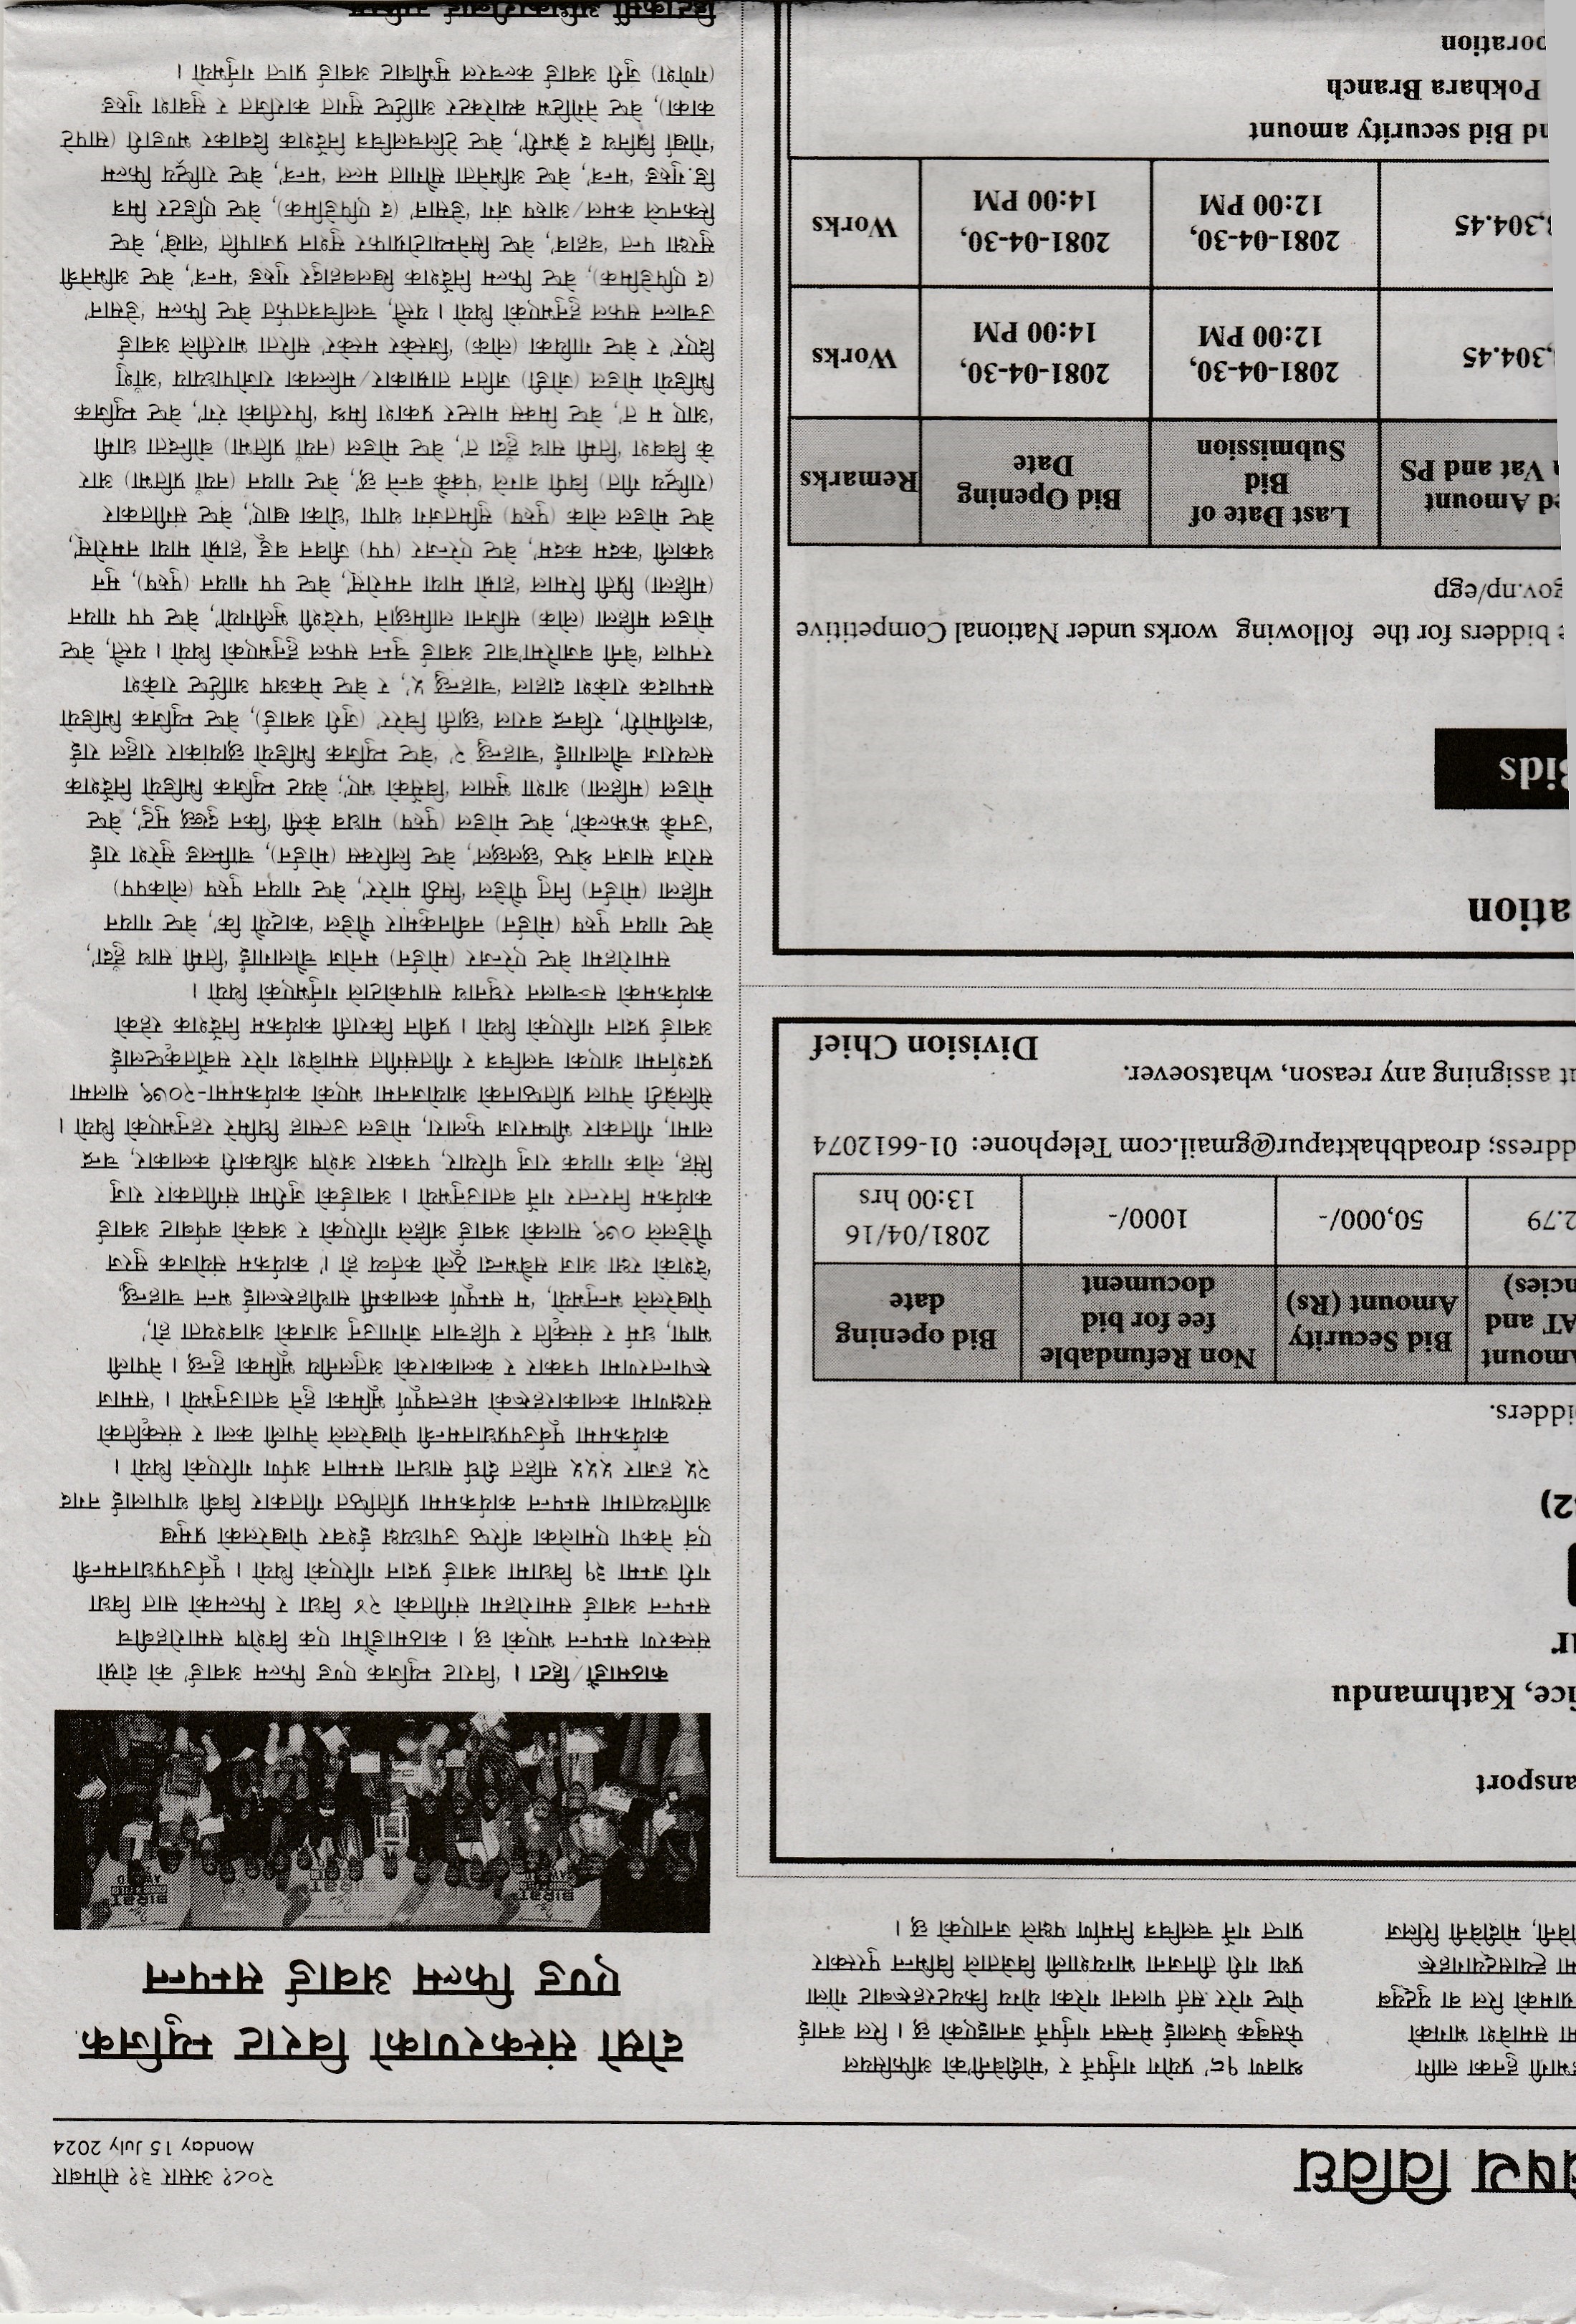 विषय विविध
२०८१ असार ३१ सोमबार
Monday 15 July 2024
हुनका लागि
मा समावेश भागको
रिल वा युट्युब
मा ह्यासट्यागहरू
मोदीवेनी रिलिज
श्रावण १८’ प्रयोग गर्नुपर्ने र ‘मोदीबेनी’को अफिसियल
फेसबुक पेजलाई मेन्सन गर्नुपर्ने जनाइएको छ । रिल बनाई
पोष्ट गरेर सर्त पालना गरेका योग्य क्रियटरहरूबाट गोला
प्रथा गरी तीनजना भाग्यशाली विजेताले विभिन्न पुरस्कार
प्राप्त गर्ने चलचित्र निर्माण पक्षले जनाएको छ ।
ansport
ice, Kathmandu
ur
2)
idders.
Amount
AT and
ncies)
Bid Security
Amount (Rs)
Non Refundable
fee for bid
document
Bid opening
date
2.79
50,000/-
1000/-
2081/04/16
13:00 hrs
ddress; droadbhaktapur@gmail.com Telephone: 01-6612074
ut assigning any reason, whatsoever.
Division Chief
ation
Bids
e bidders for the following works under National Competitive
gov.np/egp
ed Amount
Vat and PS
Last Date of
Bid
Submission
Bid Opening
Date
Remarks
,304.45
2081-04-30,
12:00 PM
2081-04-30,
14:00 PM
Works
,304.45
2081-04-30,
12:00 PM
2081-04-30,
14:00 PM
Works
nd Bid security amount
Pokhara Branch
poration
दोस्रो संस्करणको विराट म्युजिक
एण्ड फिल्म अवार्ड सम्पन्न
काठमाडौं/हिटा । ‘विराट म्युजिक एण्ड फिल्म अवार्ड’ को दोस्रो
संस्करण सम्पन्न भएको छ । काठमाडौंमा एक विशेष समारोहबीच
सम्पन्न अवार्ड समारोहमा संगीतको २४ विधा र फिल्मको सात विधा
गरी जम्मा ३१ विधामा अवार्ड प्रदान गरिएको थियो । पूर्वउपप्रधानमन्त्री
एवं नेकपा एमालेका वरिष्ठ उपाध्यक्ष ईश्वर पोखरेलको प्रमुख
आतिथ्यतामा सम्पन्न कार्यक्रममा प्रतिष्ठित गीतकार बिबी थापालाई नगद
२५ हजार ५५५ सहित दीर्घ साधना सम्मान अर्पण गरिएको थियो ।
कार्यक्रममा पूर्वउपप्रधानमन्त्री पोखरेलले नेपाली कला र संस्कृतिको
संरक्षणमा कलाकारहरूको महत्त्वपूर्ण भूमिका हुने बताउनुभयो । ‘समाज
रूपान्तरणमा पत्रकार र कलाकारको अतुलनीय भूमिका हुन्छ । नेपाली
भाषा, धर्म र संस्कृति र पहिचान जोगाउनु आजको आवश्यता हो,’
पोखरेलले भन्नुभयो, ‘म सम्पूर्ण कलाकर्मी साथीहरूलाई भन्न चाहन्छु,
‘देशको रक्षा आज सबैभन्दा ठूलो कर्तव्य हो ।’ कार्यक्रम संयोजक सुरज
पौडेलले ०७९ सालको अवार्ड अहिले गरिएको र अबको बर्षबाट अवार्ड
कार्यक्रम निरन्तर गर्ने बताउनुभयो । अवार्डको जुरीमा संगीतकार राजु
सिंह, लोक गायक राजु परियार, पत्रकार अशेष अधिकारी कलाकार, चन्द्र
लामा, गीतकार भीष्मराज फुलारा, मोडल उत्साह घिमिरे रहनुभएको थियो ।
सेलिब्रेटी नेपाल प्रतिष्ठानको आयोजनमा भएको कार्यक्रममा-२०७९ सालमा
प्रदर्शनमा आएका चलचित्र र गीतसंगीत समाबेश गरेर सर्वोतकृष्टलाई
अवार्ड प्रदान गरिएको थियो । प्रवीन किराती कार्यक्रम निर्देशक रहेको
कार्यक्रमको सञ्चालन रघुनाथ सापकोटाले गर्नुभएको थियो ।
समारोहमा वेष्ट एरेन्जर (मोर्डन) मनोज चौलागाईं ‘तिमी साथ हुँदा’,
वेष्ट गायन पुरुष (मोर्डन) नवीनकुमार पौडेल ‘काट्यौ कि’, वेष्ट गायन
महिला (मोर्डन) नितु पौडेल ‘सिठी मारेर’, वेष्ट गायन पुरुष (लोकपप)
सरोज साजन श्रेष्ठ ‘छलछल’, वेष्ट लिरिक्स (मोर्डन), चाम्लिङ सुरेश राई
‘उनकै झझल्को’, वेष्ट मोडल (पुरुष) माधव केसी ‘किन दुख्छ मुटु’, वेष्ट
मोडल (महिला) आशा भुसाल ‘विर्सेको भए’; बेयट म्युजिक भिडियो निर्देशक
सत्यराज चौलागाईं ‘चाहन्छु २’ ‘वेष्ट म्युजिक भिडियो छायांकार राहुल राई
‘कालीमोरी’, रविन्द्र बराल ‘छाती चिरेर’ (जुरी अवार्ड), वेष्ट म्युजिक भिडियो
सम्पादक राकेश दाहाल ‘चाहन्छु ५’, र वेष्ट मेकअप आर्टिष्ट राकेश
रनपाल ‘बेनी बजारैमा’बाट अवार्ड चुम्न सफल हुनुभएको थियो । यस्तै, वेष्ट
मोडल महिला (लोक) सजिना लामिछाने ‘परदेशी भुलीगयो’, वेष्ट पप गायन
(महिला) प्रिती रिमाल ‘हाम्रो माया नमरोस्’, वेष्ट पप गायन (पुरुष), मुन
थकाली ‘कदम कदम’, वेष्ट एरेन्जर (पप) जीवन बडू ‘हाम्रो माया नमरोस्’,
वेष्ट मोडल लोक (पुरुष) सुमितजंग थापा ‘धोका खाए’, वेष्ट संगीतकार
(राष्ट्रिय गीत) विपी वाग्ले ‘पक्कै बन्ने छ’, वेष्ट गायन (नयाँ प्रतिभा) आर
के बिबश ‘तिमी साथ हुँदा त’, वेष्ट मोडल (नयाँ प्रतिभा) बोन्दिता धामी
‘आए म त’, वेष्ट मिक्स मास्टर प्रकाश मिश्र ‘पिरतीको रंग’, वेष्ट म्युजिक
भिडियो मोडल (जोडी) जतिन ताम्राकार/मल्लिका राजोपाध्याय ‘आँशु
दिएर’ र वेष्ट गायिका (लोक) ‘जिस्केर मस्केर’ सरिता भारतीले अवार्ड
उचाल्न सफल हुनुभएको थियो । यस्तै, चलचित्रतर्फत वेष्ट फिल्म ‘डेसान’
(द एपिडेमिक), वेष्ट फिल्म निर्देशक खिलबहादुर गुरुङ ‘मन्त्र’, वेष्ट अभिनेत्री
सुरक्षा पन्त ‘बहाव’, वेष्ट सिनेम्याटोग्राफर सुशन प्रजापति ‘लाखे’, वेष्ट
स्क्रिनप्ले कमल/आरुष जंग ‘डेसान’ (द एपिडेमिक), वेष्ट एडिटर मित्र
डि.गुरुङ ‘मन्त्र’, वेष्ट अभिनेता सौगात मल्ल ‘मन्त्र’, वेष्ट राष्ट्रिय फिल्म
‘गोर्खा ब्रिनिथ द ब्रेभरी’, वेष्ट टेलिचलचित्र निर्देशक दिवाकर भण्डारी (सापटे
काका), वेष्ट नेगेटिभ क्यारेक्टर आर्टिष्ट सुगत कारजित र सुवाश गुरुङ
(गणेश) जुरी अवार्ड कल्चरल मुभीबाट अवार्ड प्राप्त गर्नुभयो ।